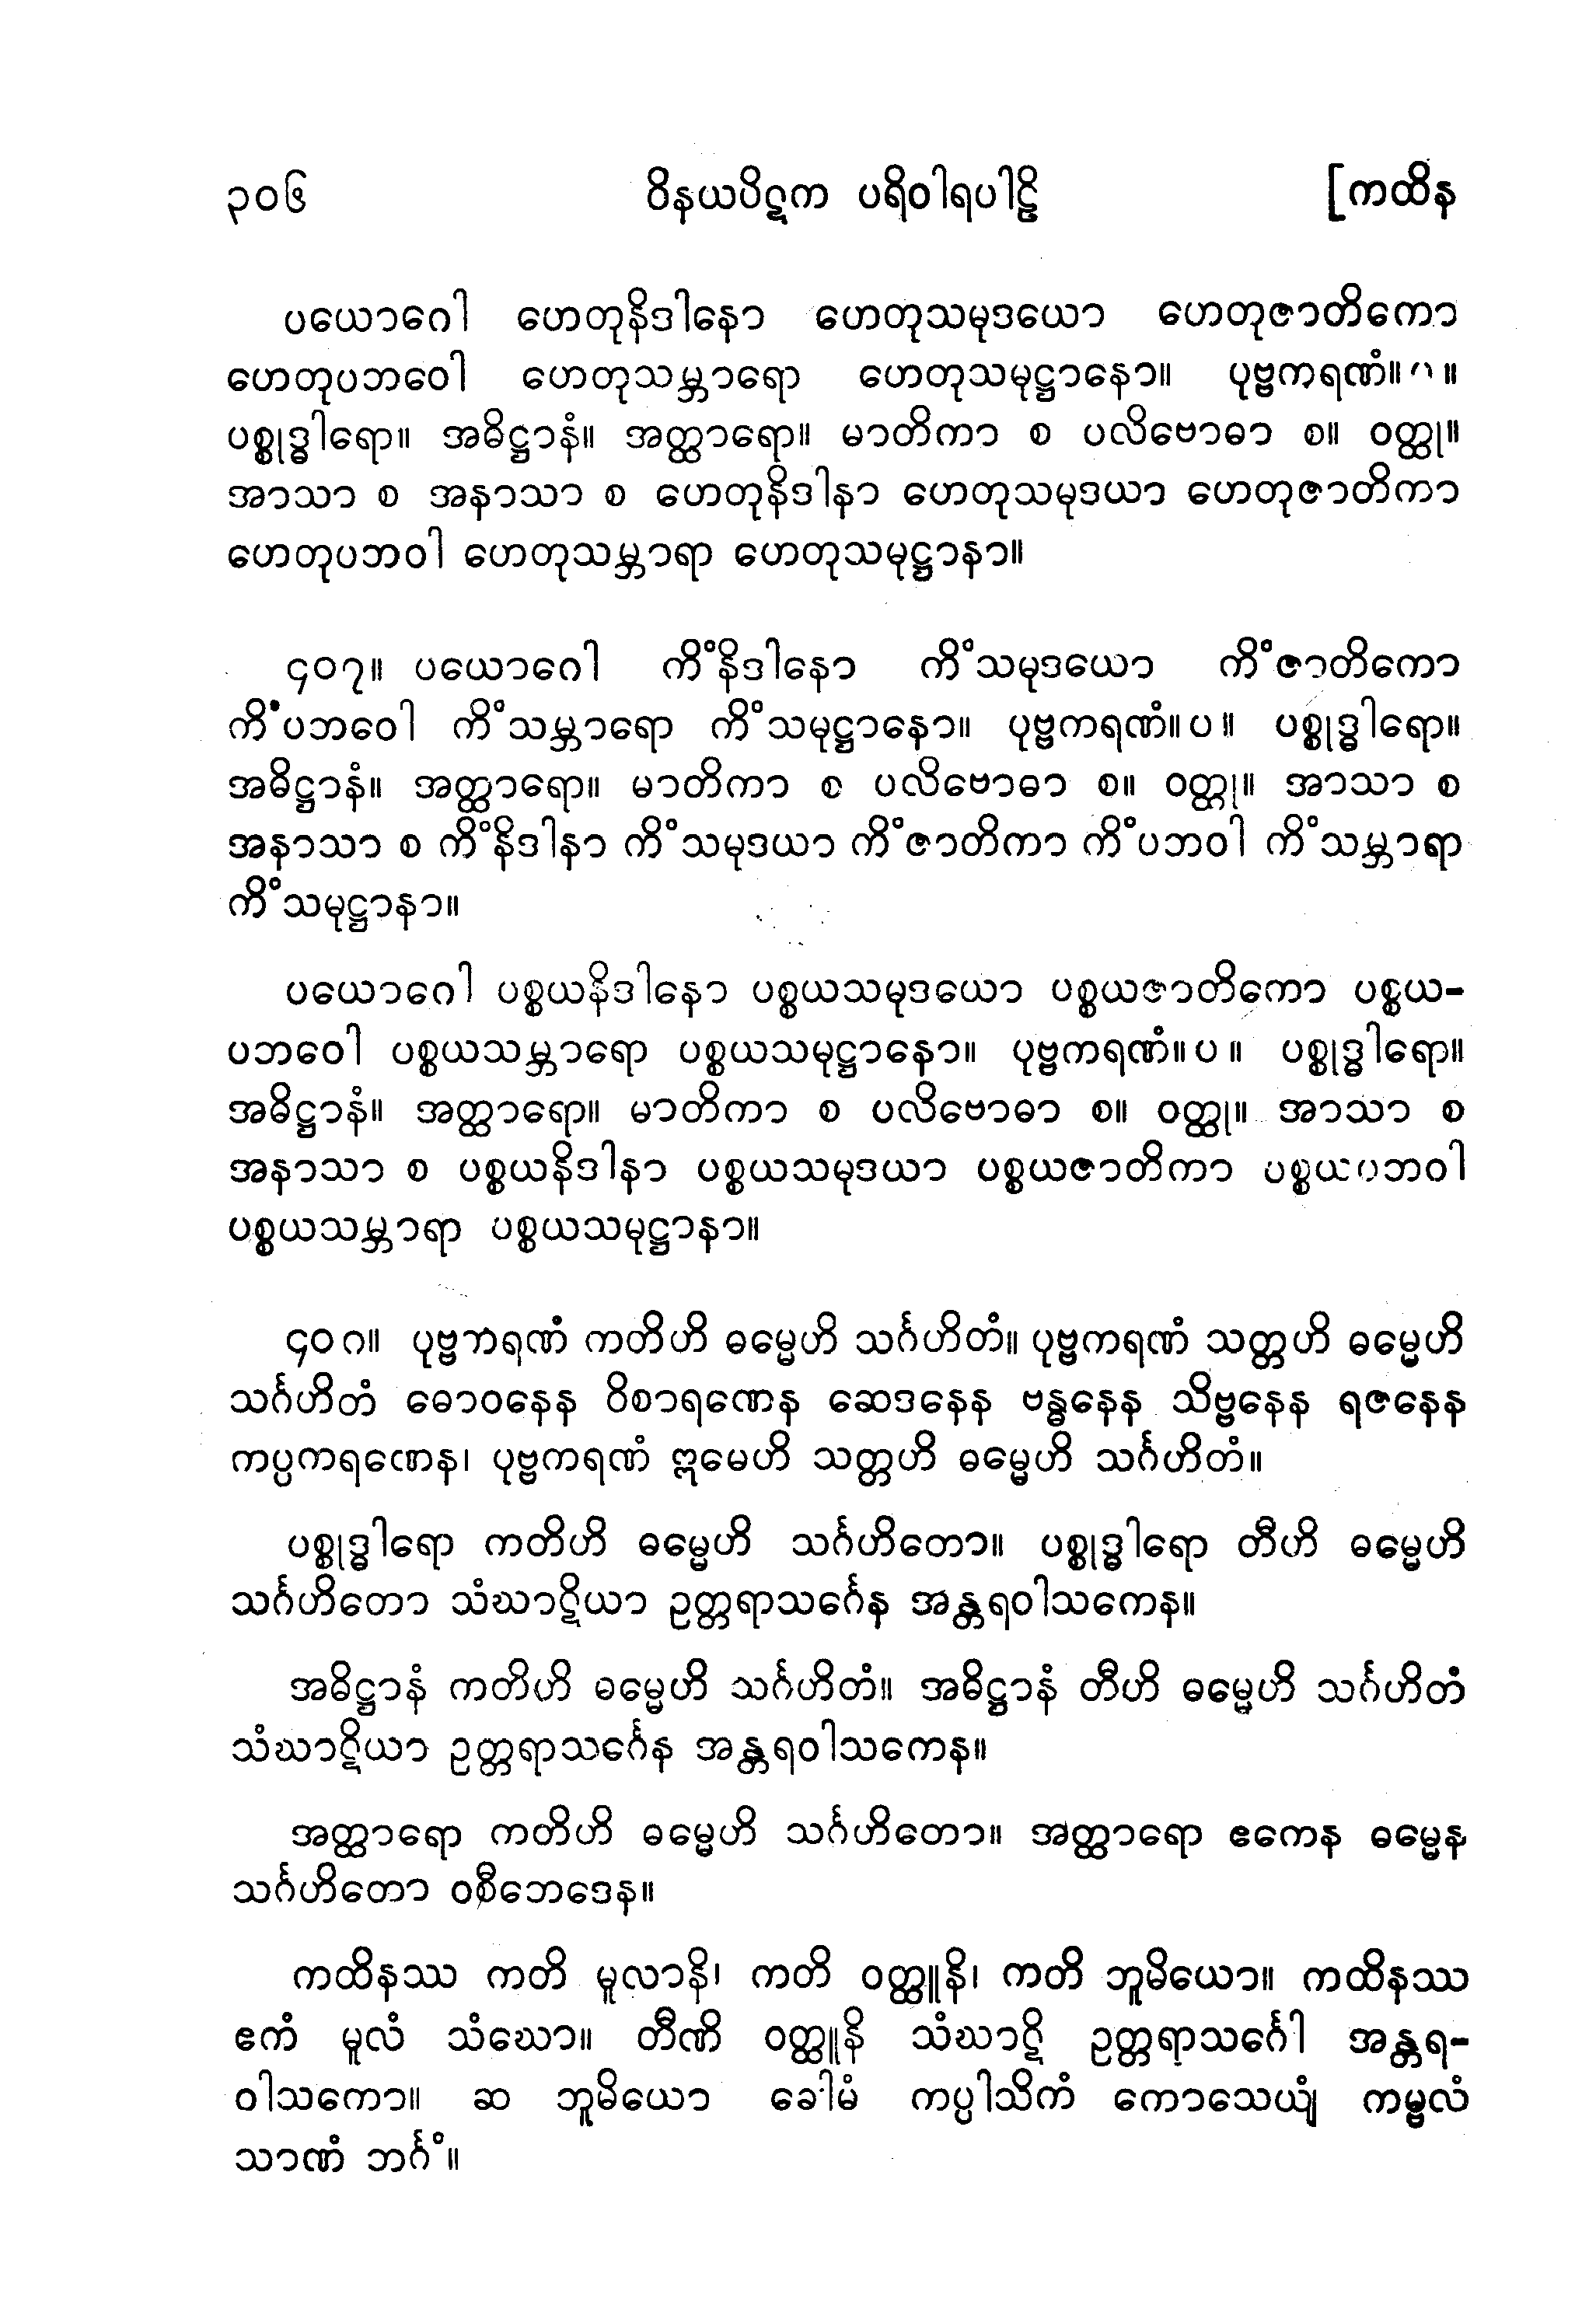 ၃၀၆ ဝိနယပိဋက ပရိဝါရပါဠိ [ကထိန
ပယောဂေါ ဟေတုနိဒါနော ဟေတုသမုဒယော ဟေတုဇာတိကော
ဟေတုပဘဝေါ ဟေတုသမ္ဘာရော ဟေတုသမုဋ္ဌာနော။ ပုဗ္ဗကရဏံ။ပ။
ပစ္စုဒ္ဓါရော။ အဓိဋ္ဌာနံ။ အတ္ထာရော။ မာတိကာ စ ပလိဗောဓာ စ။ ဝတ္ထု။
အာသာ စ အနာသာ စ ဟေတုနိဒါနာ ဟေတုသမုဒယာ ဟေတုဇာတိကာ
ဟေတုပဘဝါ ဟေတုသမ္ဘာရာ ဟေတုသမုဋ္ဌာနာ။
၄၀၇။ ပယောဂေါ ကိံနိဒါနော ကိံသမုဒယော ကိံဇာတိကော
ကိံပဘဝေါ ကိံသမ္ဘာရော ကိံသမုဋ္ဌာနော။ ပုဗ္ဗကရဏံ။ပ။ ပစ္စုဒ္ဓါရော။
အဓိဋ္ဌာနံ။ အတ္ထာရော။ မာတိကာ စ ပလိဗောဓာ စ။ ဝတ္ထု။ အာသာ စ
အနာသာ စ ကိံနိဒါနာ ကိံသမုဒယာ ကိံဇာတိကာ ကိံပဘဝါ ကိံသမ္ဘာရာ
ကိံသမုဋ္ဌာနာ။
ပယောဂေါ ပစ္စယနိဒါနော ပစ္စယသမုဒယော ပစ္စယဇာတိကော ပစ္စယ-
ပဘဝေါ ပစ္စယသမ္ဘာရော ပစ္စယသမုဋ္ဌာနော။ ပုဗ္ဗကရဏံ။ပ။ ပစ္စုဒ္ဓါရော။
အဓိဋ္ဌာနံ။ အတ္ထာရော။ မာတိကာ စ ပလိဗောဓာ စ။ ဝတ္ထု။ အာသာ စ
အနာသာ စ ပစ္စယနိဒါနာ ပစ္စယသမုဒယာ ပစ္စယဇာတိကာ ပစ္စယပဘဝါ
ပစ္စယသမ္ဘာရာ ပစ္စယသမုဋ္ဌာနာ။
၄၀၈။ ပုဗ္ဗကရဏံ ကတိဟိ ဓမ္မေဟိ သင်္ဂဟိတံ။ ပုဗ္ဗကရဏံ သတ္တဟိ ဓမ္မေဟိ
သင်္ဂဟိတံ ဓောဝနေန ဝိစာရဏေန ဆေဒနေန ဗန္ဓနေန သိဗ္ဗနေန ရဇနေန
ကပ္ပကရဏေန၊ ပုဗ္ဗကရဏံ ဣမေဟိ သတ္တဟိ ဓမ္မေဟိ သင်္ဂဟိတံ။
ပစ္စုဒ္ဓါရော ကတိဟိ ဓမ္မေဟိ သင်္ဂဟိတော။ ပစ္စုဒ္ဓါရော တီဟိ ဓမ္မေဟိ
သင်္ဂဟိတော သံဃာဋိယာ ဥတ္တရာသင်္ဂေန အန္တရဝါသကေန။
အဓိဋ္ဌာနံ ကတိဟိ ဓမ္မေဟိ သင်္ဂဟိတံ။ အဓိဋ္ဌာနံ တီဟိ ဓမ္မေဟိ သင်္ဂဟိတံ
သံဃာဋိယာ ဥတ္တရာသင်္ဂေန အန္တရဝါသကေန။
အတ္ထာရော ကတိဟိ ဓမ္မေဟိ သင်္ဂဟိတော။ အတ္ထာရော ဧကေန ဓမ္မေန
သင်္ဂဟိတော ဝစီဘေဒေန။
ကထိနဿ ကတိ မူလာနိ၊ ကတိ ဝတ္ထူနိ၊ ကတိ ဘူမိယော။ ကထိနဿ
ဧကံ မူလံ သံဃော။ တီဏိ ဝတ္ထူနိ သံဃာဋိ ဥတ္တရာသင်္ဂေါ အန္တရ-
ဝါသကော။ ဆ ဘူမိယော ခေါမံ ကပ္ပါသိကံ ကောသေယျံ ကမ္ဗလံ
သာဏံ ဘင်္ဂံ။